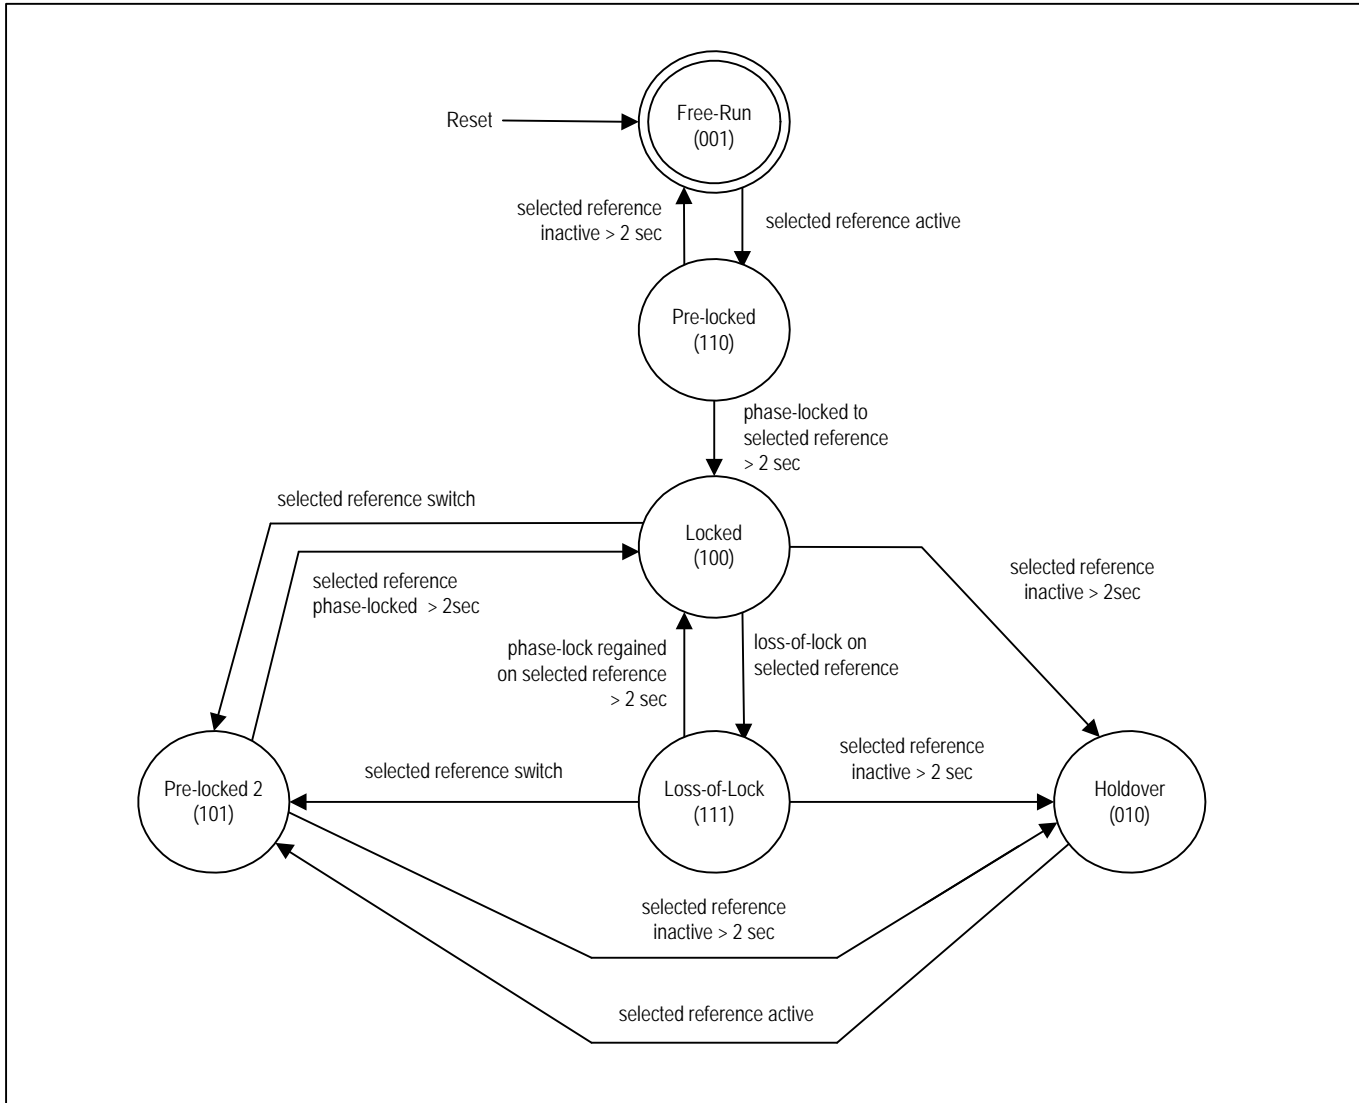 Free-Run
(001)
Reset
selected reference
inactive > 2 sec
selected reference active
Pre-locked
(110)
phase-locked to
selected reference
> 2 sec
selected reference switch
Locked
(100)
selected reference
phase-locked > 2sec
selected reference
inactive > 2sec
phase-lock regained
on selected reference
> 2 sec
loss-of-lock on
selected reference
selected reference switch
selected reference
inactive > 2 sec
Pre-locked 2
(101)
Loss-of-Lock
(111)
Holdover
(010)
selected reference
inactive > 2 sec
selected reference active